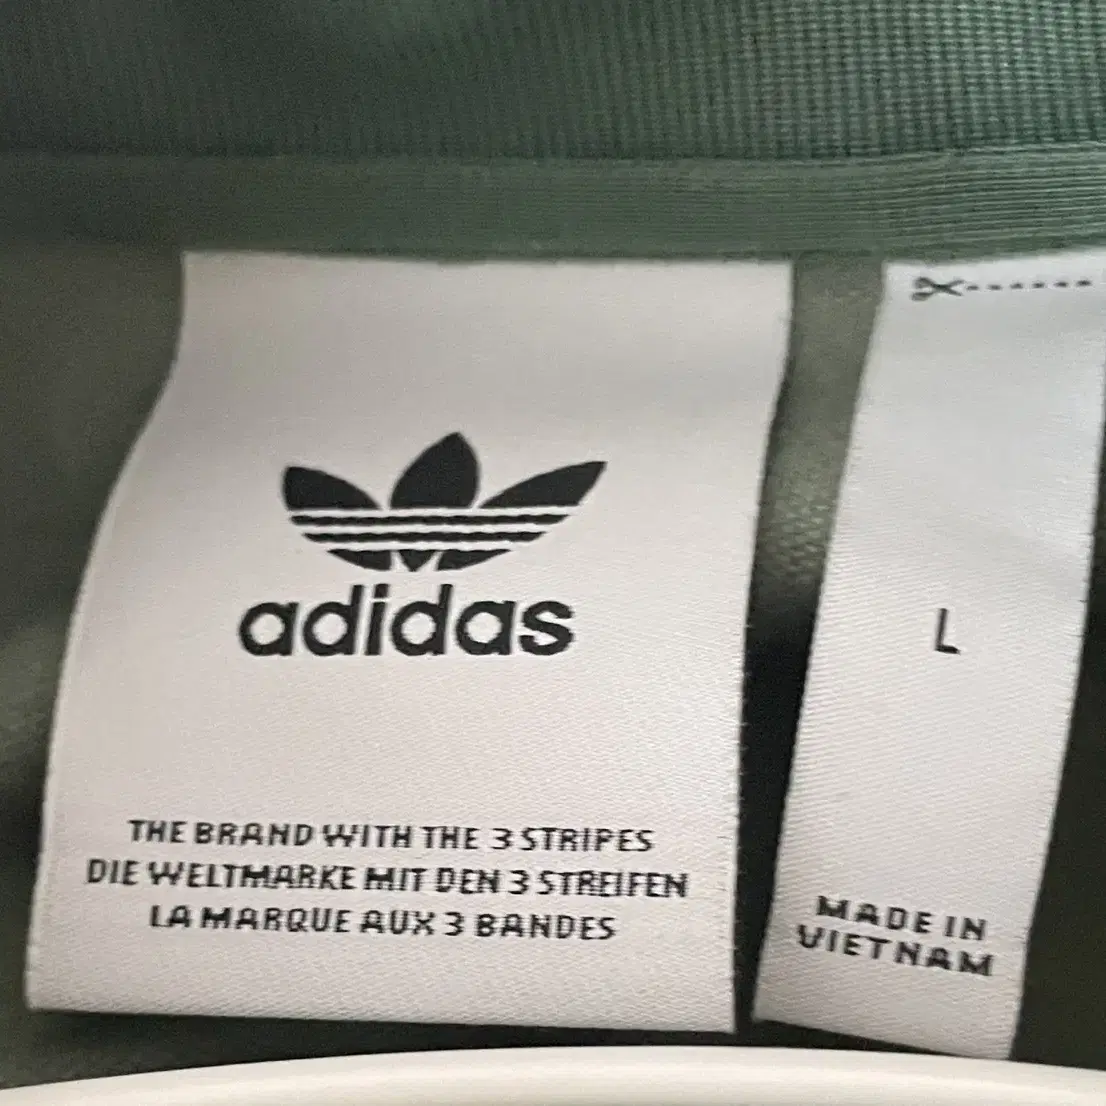 adidas
THE BRAND WITH THE 3 STRIPES
DIE WELTMARKE MIT DEN 3 STREIFEN
LA MARQUE AUX 3 BANDES
L
MADE IN
VIETNAM